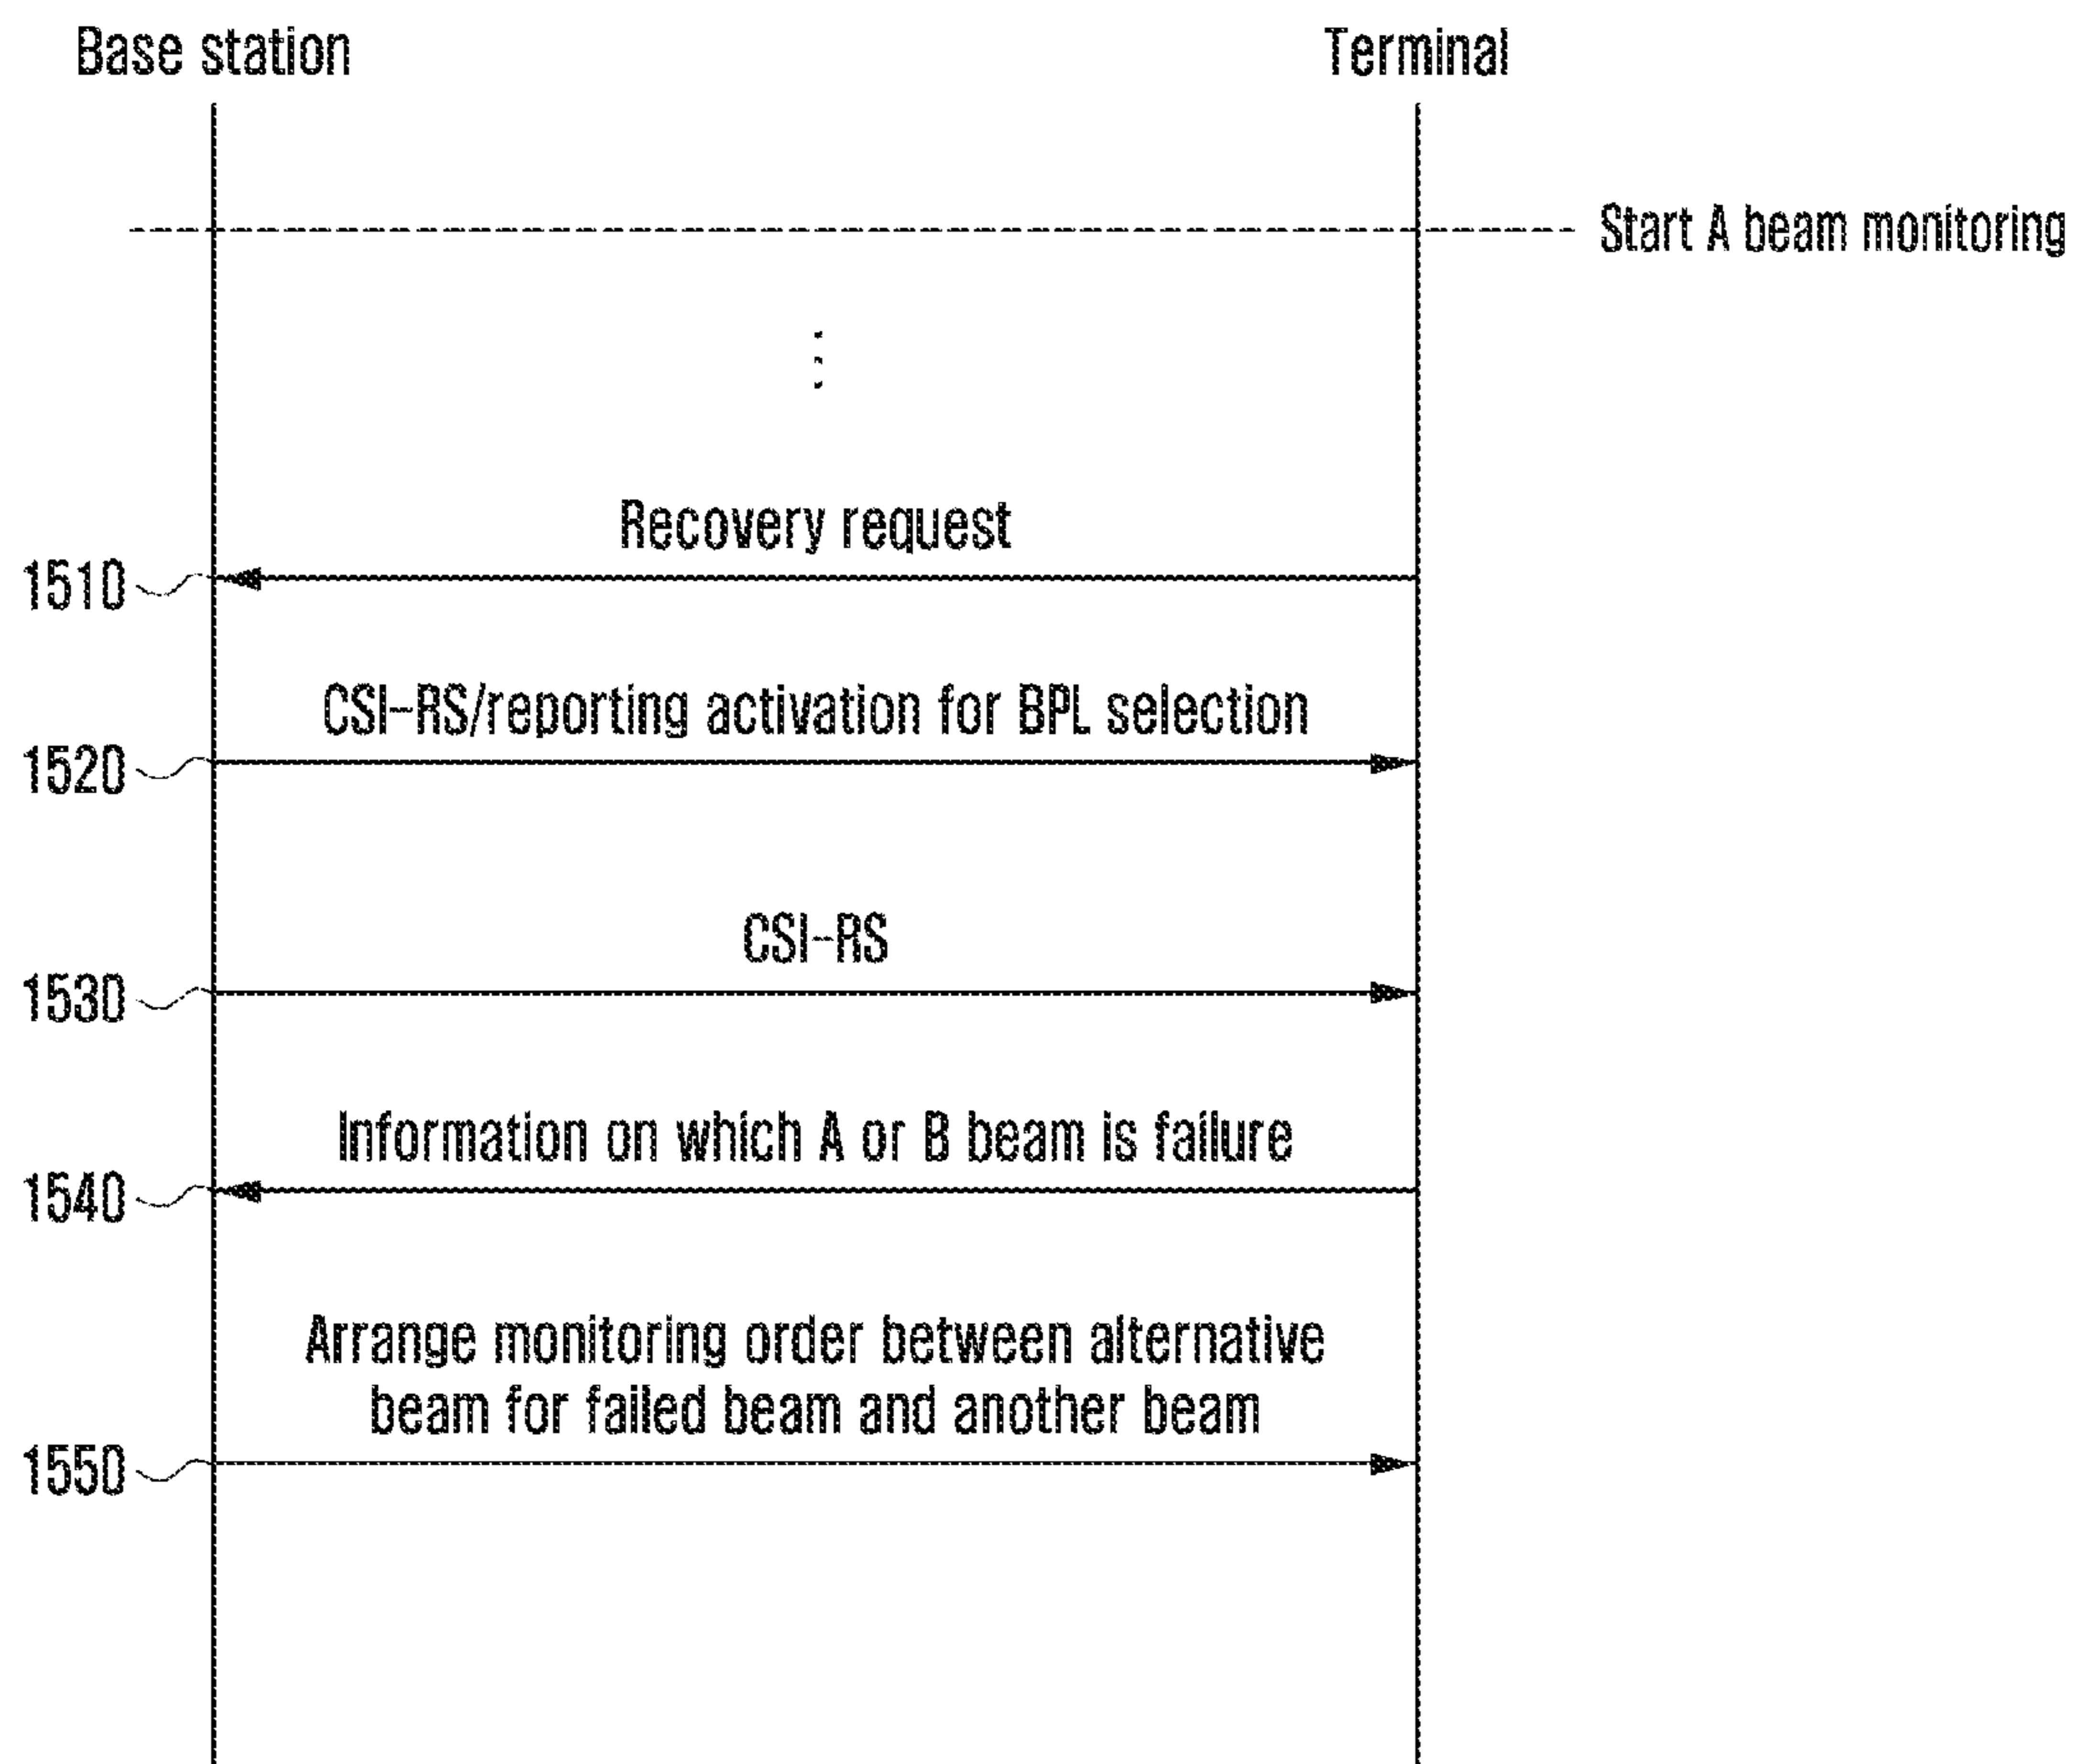 Base station
Terminal
Start A beam monitoring
Recovery request
1510
CSI-RS/reporting activation for BPL selection
1520
CSI-RS
1530
Information on which A or B beam is failure
1540
Arrange monitoring order between alternative
beam for failed beam and another beam
1550